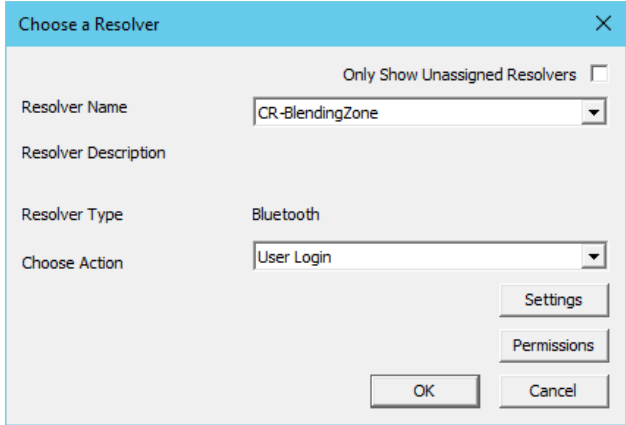 Choose a Resolver
Only Show Unassigned Resolvers
Resolver Name
CR-BlendingZone
Resolver Description
Resolver Type
Bluetooth
Choose Action
User Login
Settings
Permissions
OK
Cancel